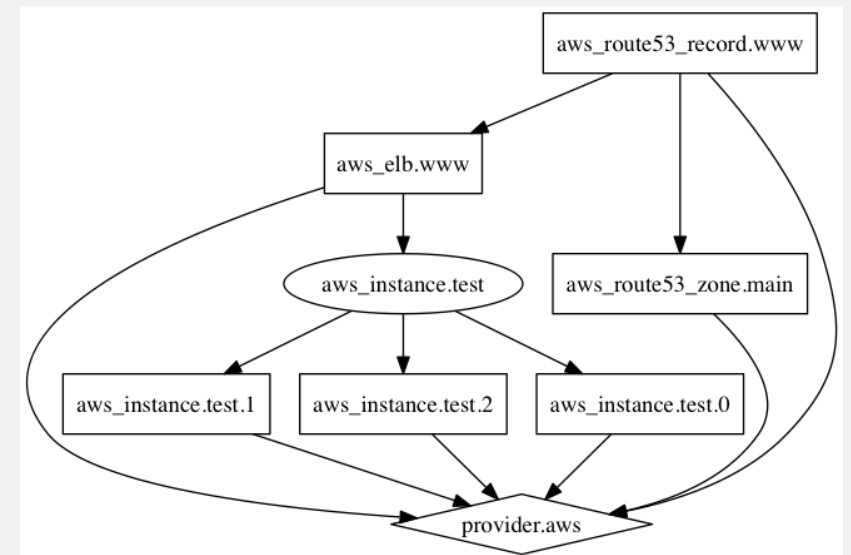 aws_route53_record.www
aws_elb.www
aws_instance.test
aws_route53_zone.main
aws_instance.test.1
aws_instance.test.2
aws_instance.test.0
provider.aws